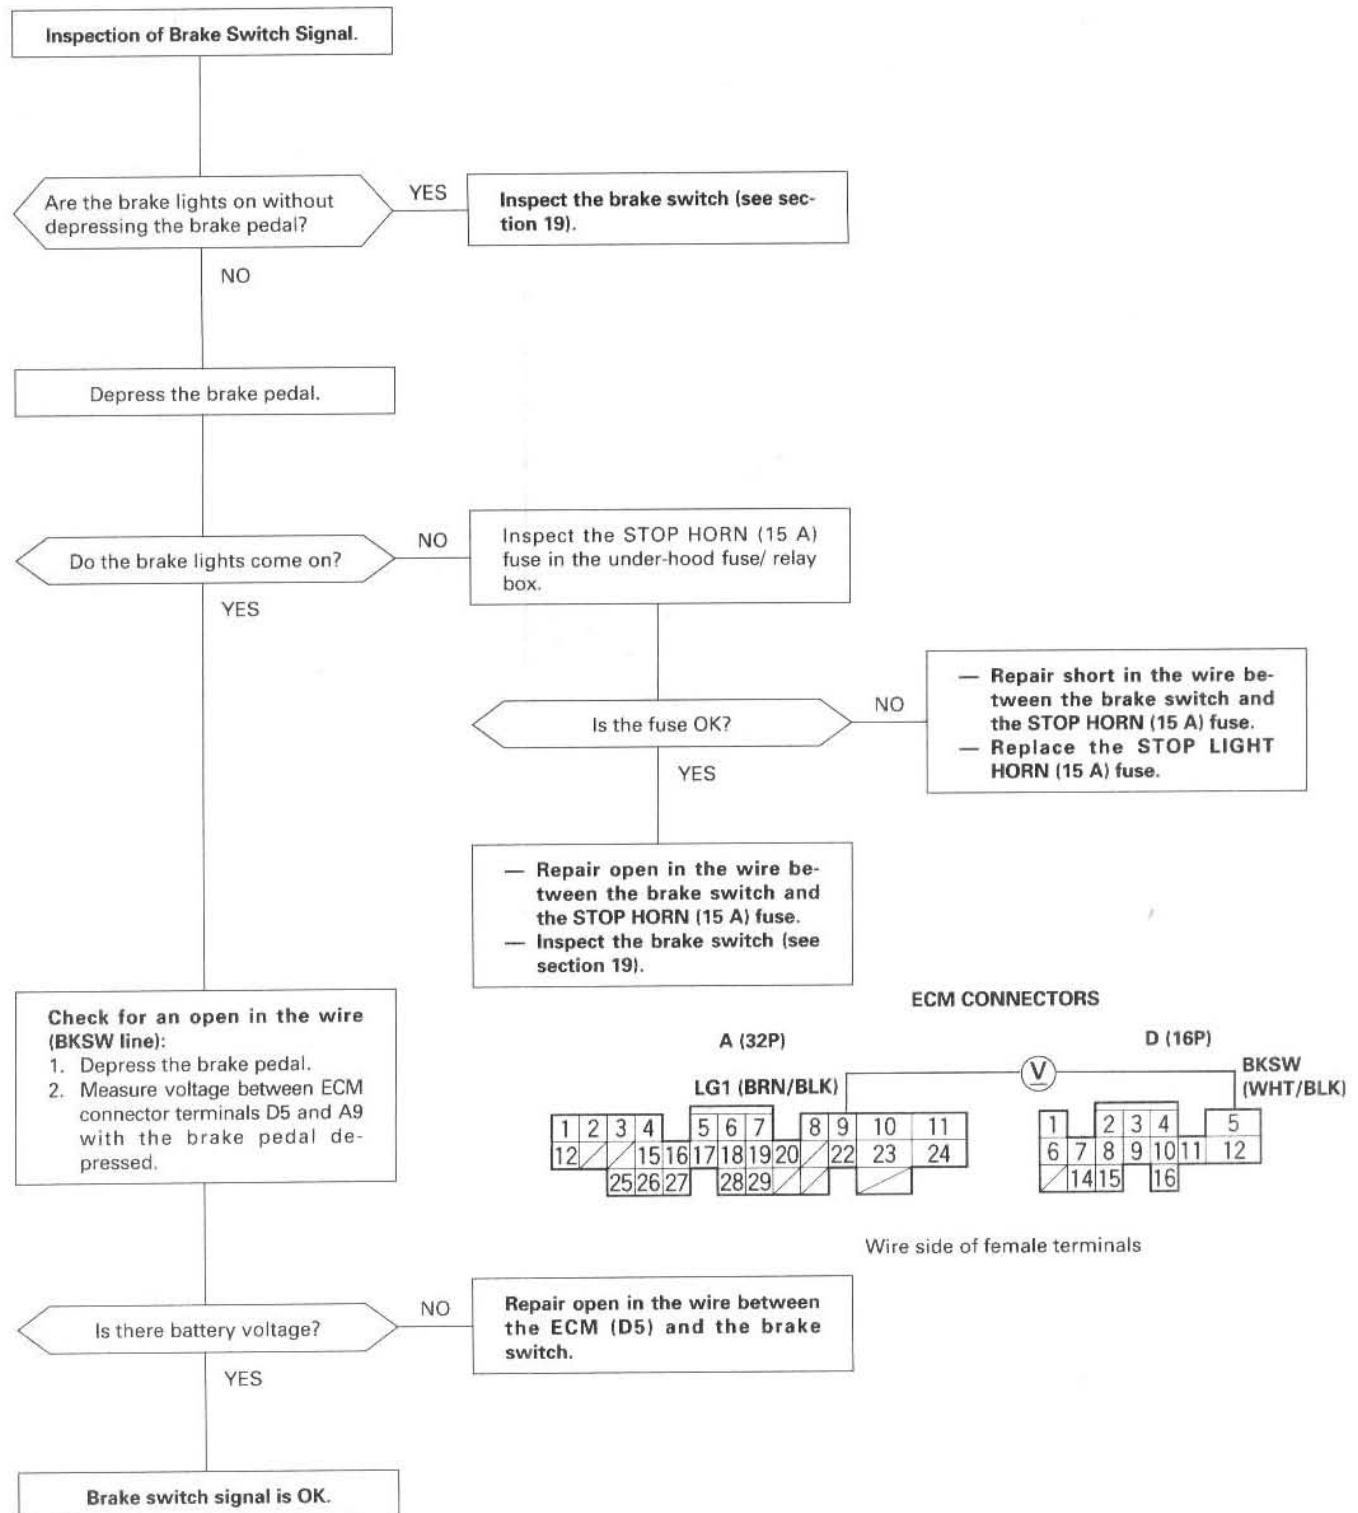 Inspection of Brake Switch Signal.
Are the brake lights on without
depressing the brake pedal?
YES
Inspect the brake switch (see sec-
tion 19).
NO
Depress the brake pedal.
Do the brake lights come on?
NO
Inspect the STOP HORN (15 A)
fuse in the under-hood fuse/ relay
box.
YES
Is the fuse OK?
NO
— Repair short in the wire be-
tween the brake switch and
the STOP HORN (15 A) fuse.
— Replace the STOP LIGHT
HORN (15 A) fuse.
YES
— Repair open in the wire be-
tween the brake switch and
the STOP HORN (15 A) fuse.
— Inspect the brake switch (see
section 19).
Check for an open in the wire
(BKSW line):
1. Depress the brake pedal.
2. Measure voltage between ECM
connector terminals D5 and A9
with the brake pedal de-
pressed.
ECM CONNECTORS
A (32P)
LG1 (BRN/BLK)
V
D (16P)
BKSW
(WHT/BLK)
1 2 3 4 5 6 7 8 9 10 11
12 15 16 17 18 19 20 22 23 24
25 26 27 28 29
1 2 3 4 5
6 7 8 9 10 11 12
14 15 16
Wire side of female terminals
Is there battery voltage?
NO
Repair open in the wire between
the ECM (D5) and the brake
switch.
YES
Brake switch signal is OK.